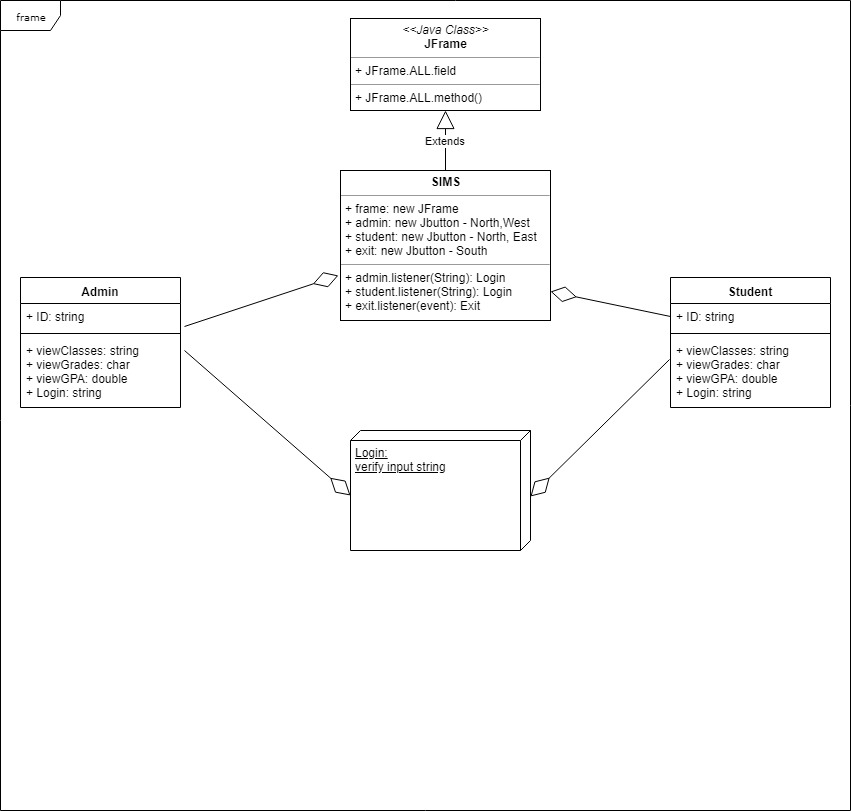 frame
<<Java Class>>
JFrame
+ JFrame.ALL.field
+ JFrame.ALL.method()
Extends
SIMS
+ frame: new JFrame
+ admin: new Jbutton - North,West
+ student: new Jbutton - North, East
+ exit: new Jbutton - South
+ admin.listener(String): Login
+ student.listener(String): Login
+ exit.listener(event): Exit
Admin
+ ID: string
+ viewClasses: string
+ viewGrades: char
+ viewGPA: double
+ Login: string
Student
+ ID: string
+ viewClasses: string
+ viewGrades: char
+ viewGPA: double
+ Login: string
Login:
verify input string